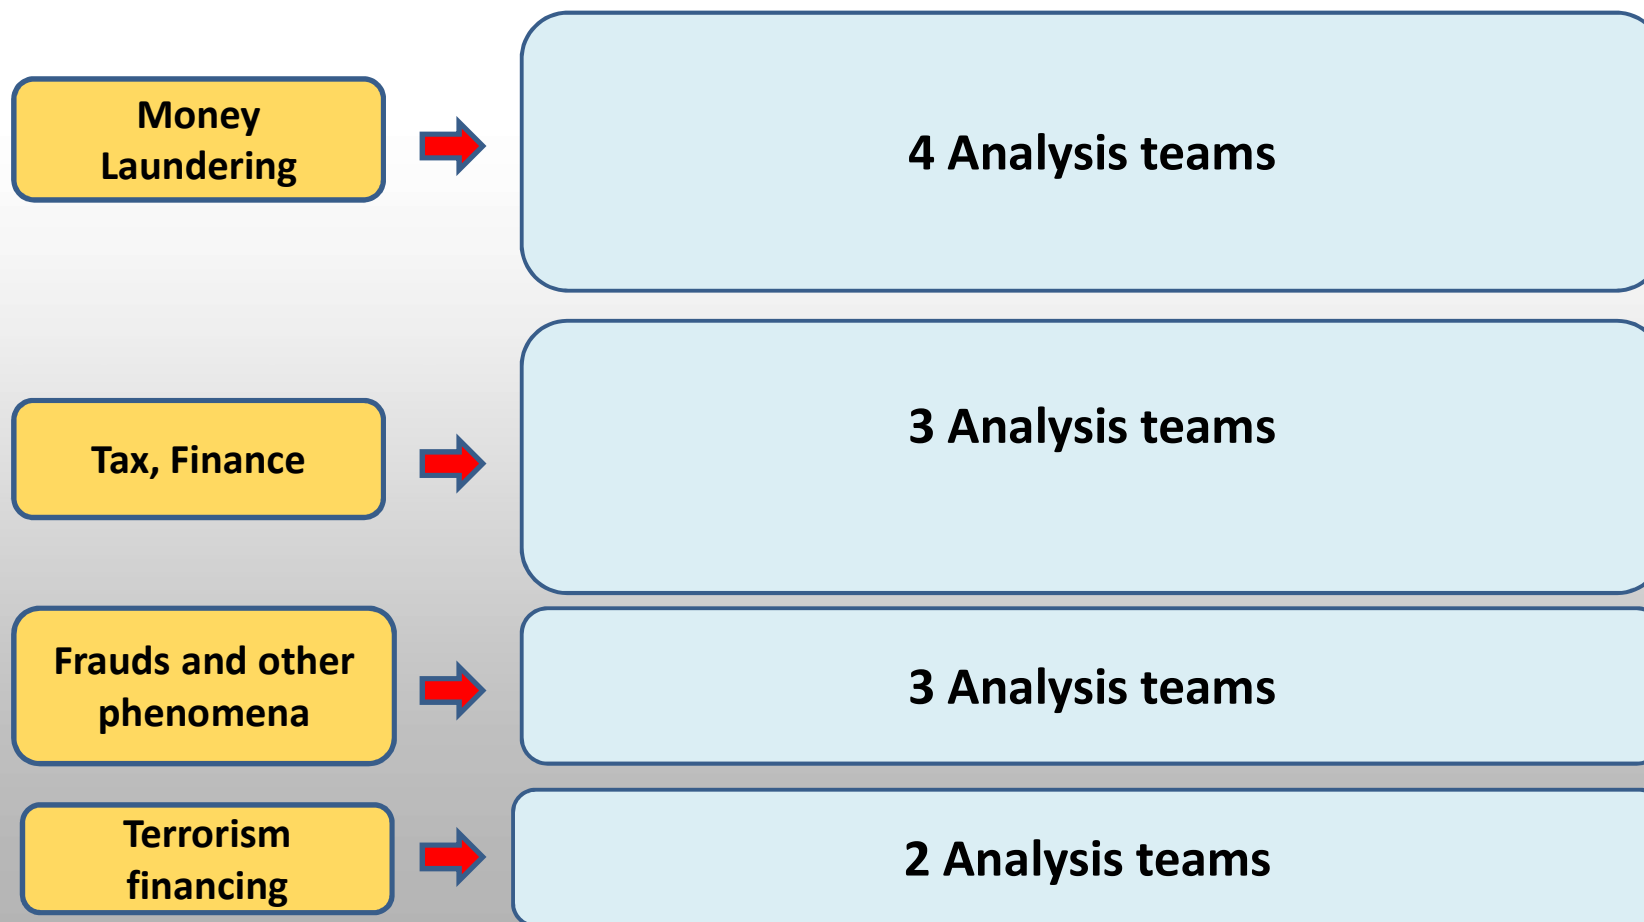 Money
Laundering
4 Analysis teams
Tax, Finance
3 Analysis teams
Frauds and other
phenomena
3 Analysis teams
Terrorism
financing
2 Analysis teams